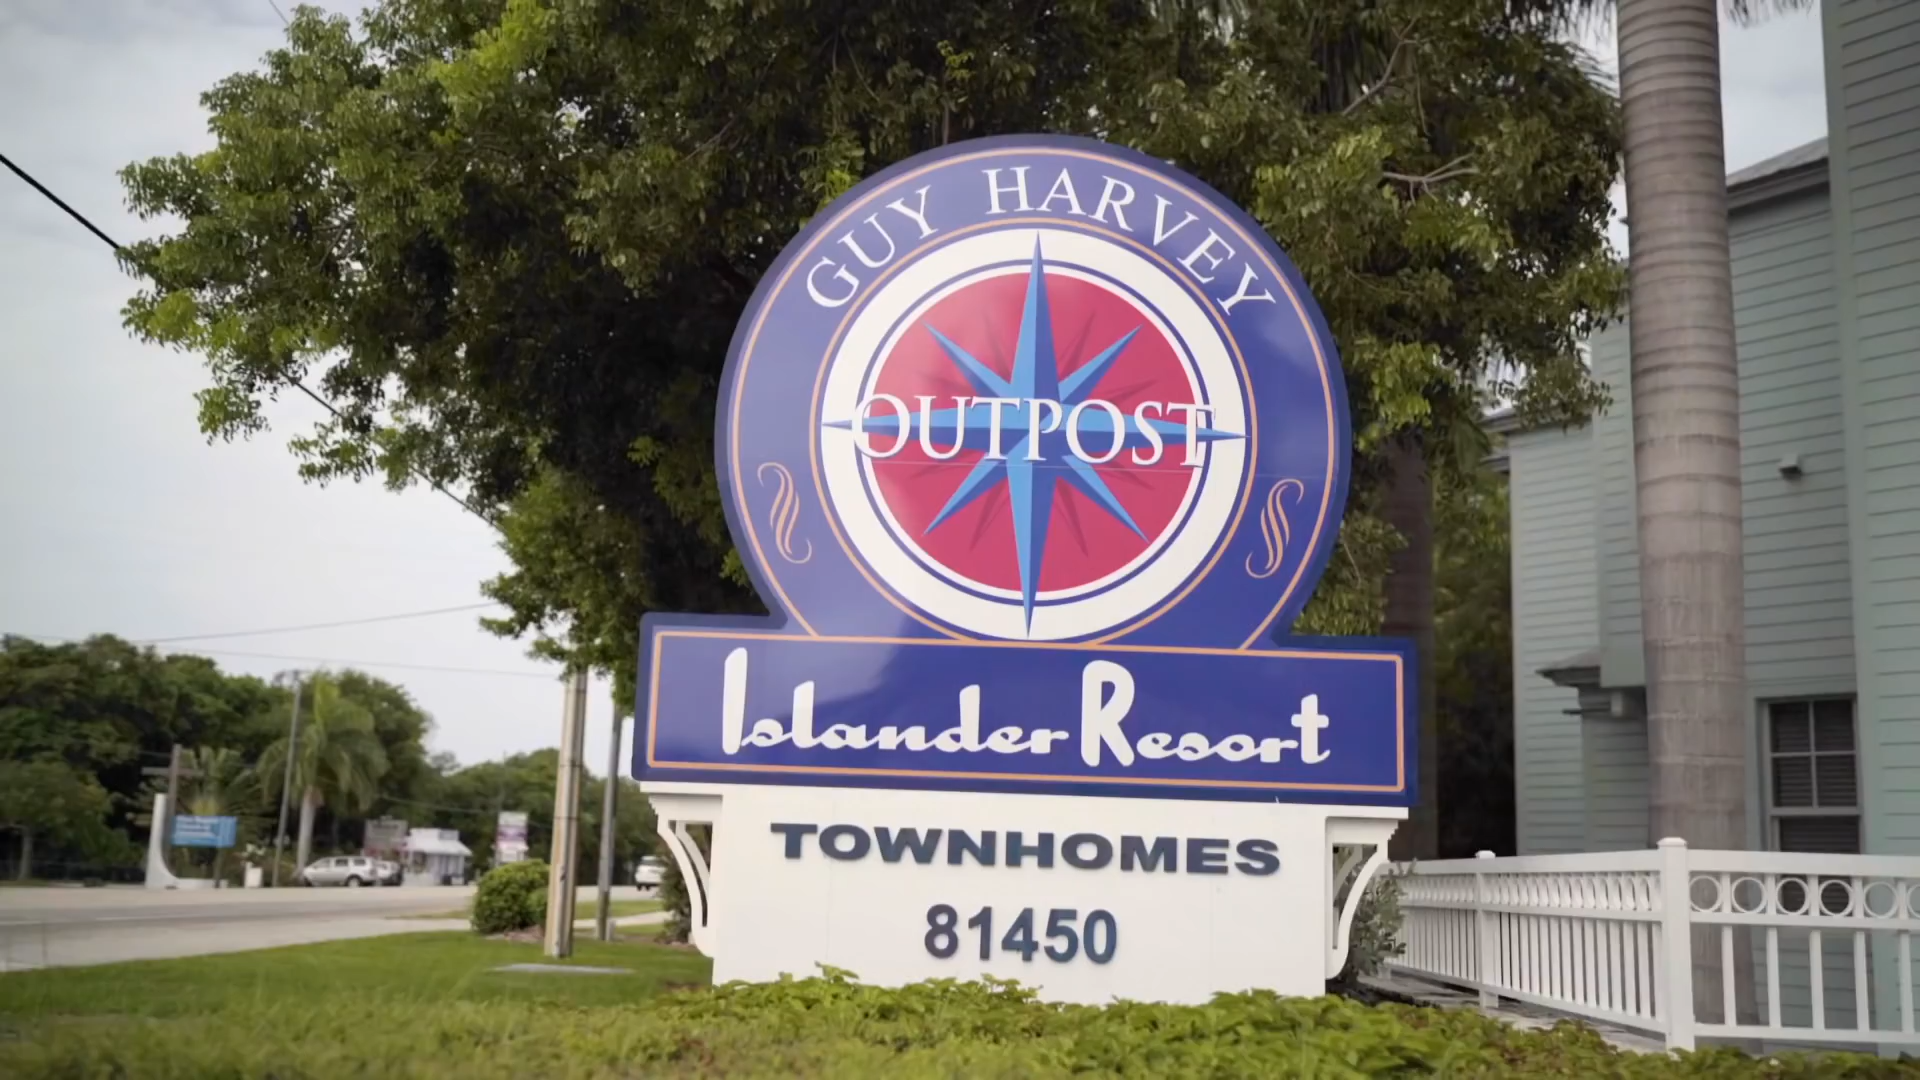 GUY HARVEY
OUTPOST
Islander Resort
TOWNHOMES
81450